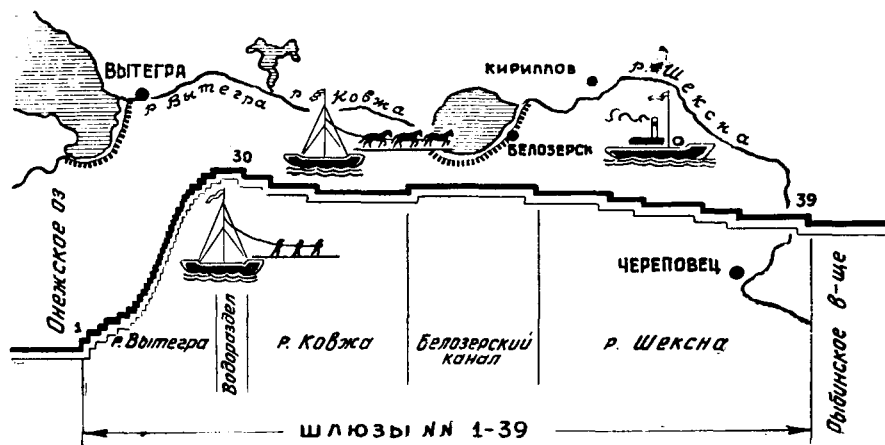 ВЫТЕГРА
р. Вытегра
р. Ковжа
КИРИЛЛОВ
р. Шексна
БЕЛОЗЕРСК
30
39
Онежское оз
1
р. Вытегра
Водораздел
р. Ковжа
Белозерский
канал
р. Шексна
ЧЕРЕПОВЕЦ
Рыбинское в-ще
ШЛЮЗЫ NN 1-39